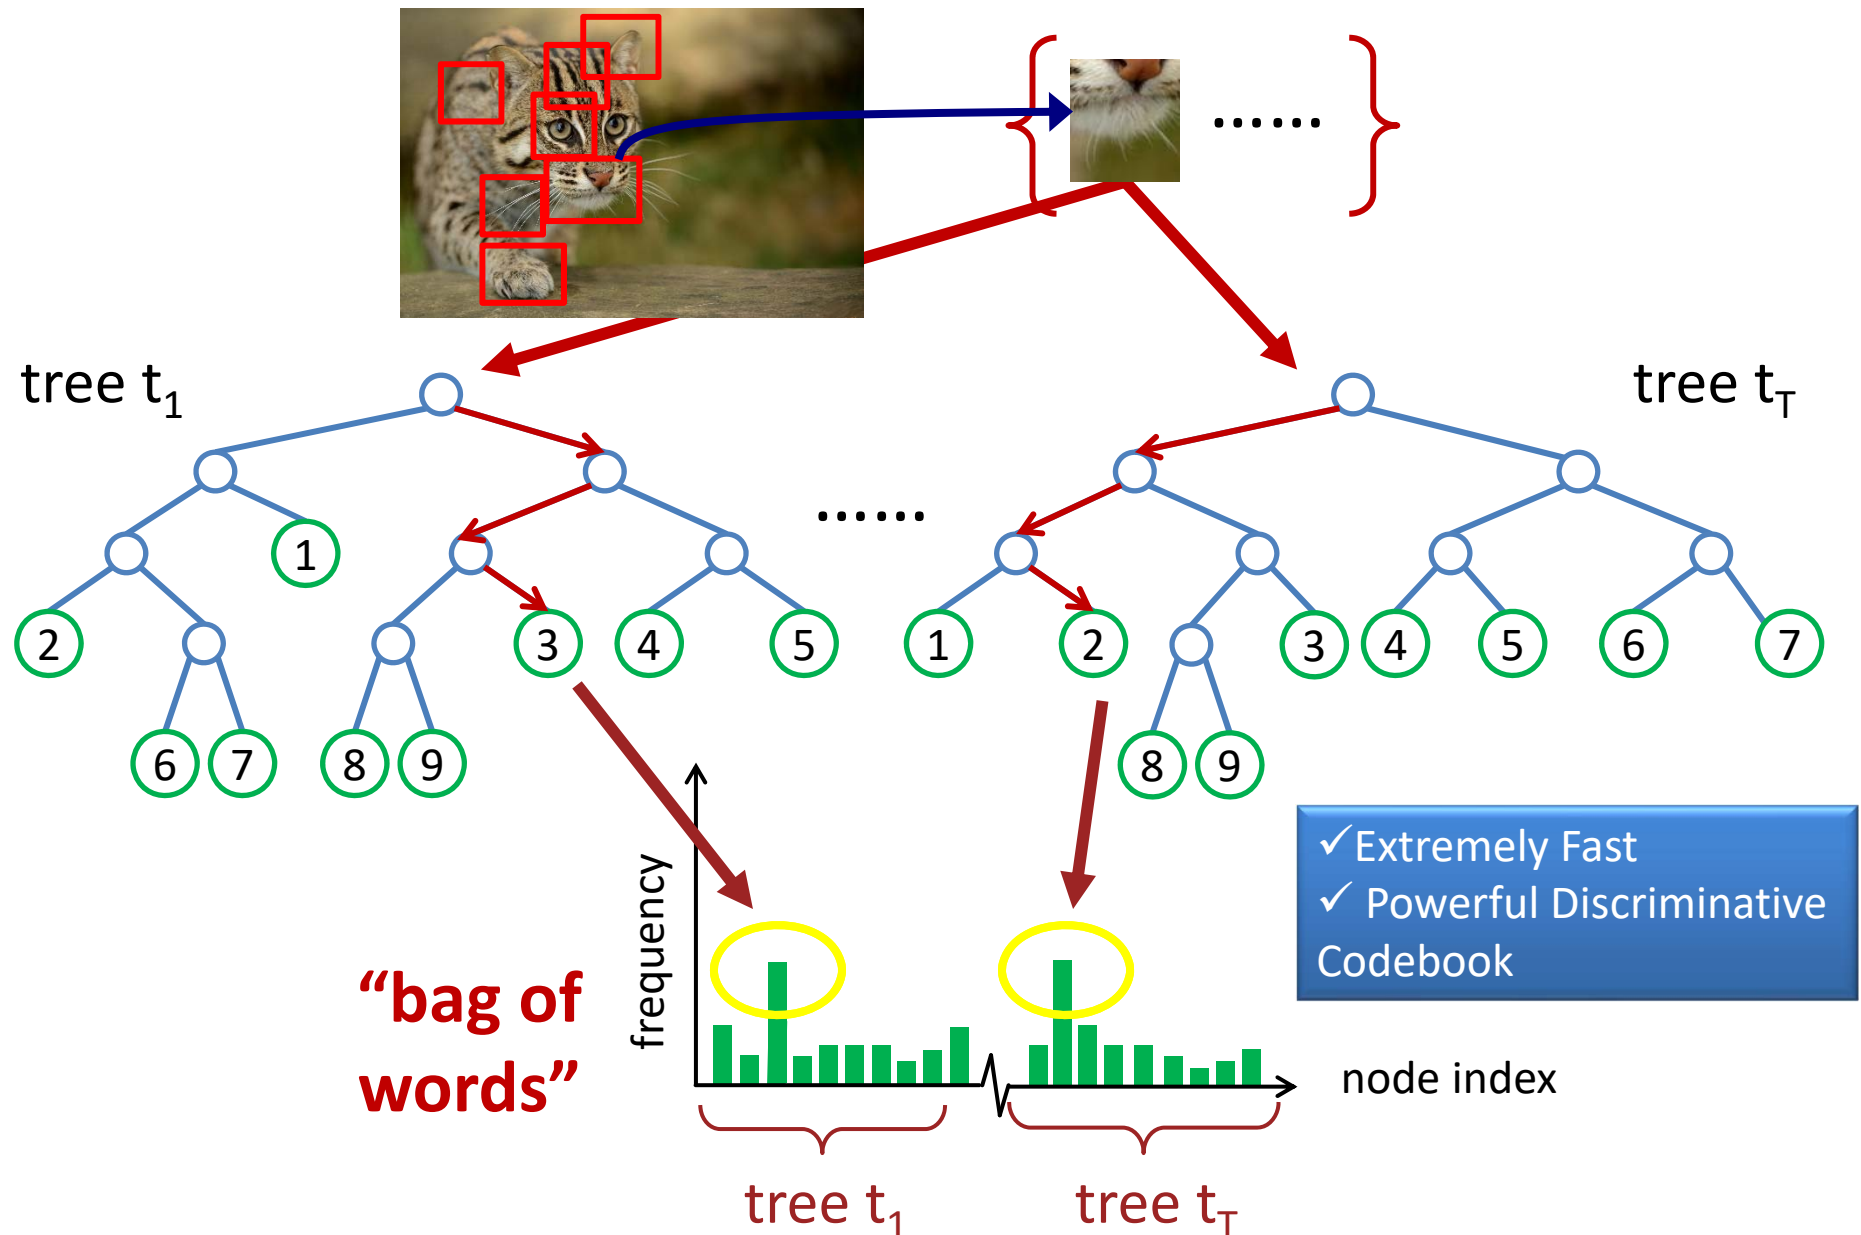 ……
tree t1
tree tT
……
1
2
3
4
5
1
2
3
4
5
6
7
6
7
8
9
8
9
✓Extremely Fast
✓ Powerful Discriminative
Codebook
frequency
“bag of
words”
node index
tree t1
tree tT